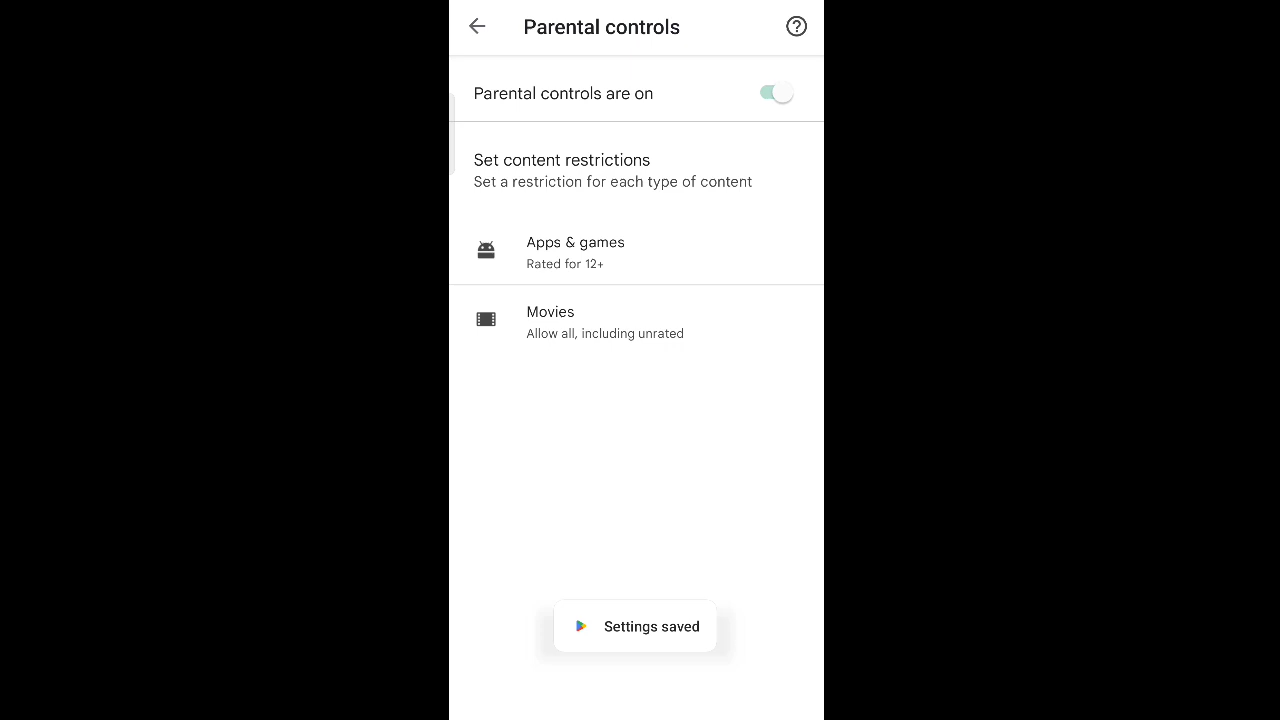 Parental controls
Parental controls are on
Set content restrictions
Set a restriction for each type of content
Apps & games
Rated for 12+
Movies
Allow all, including unrated
Settings saved